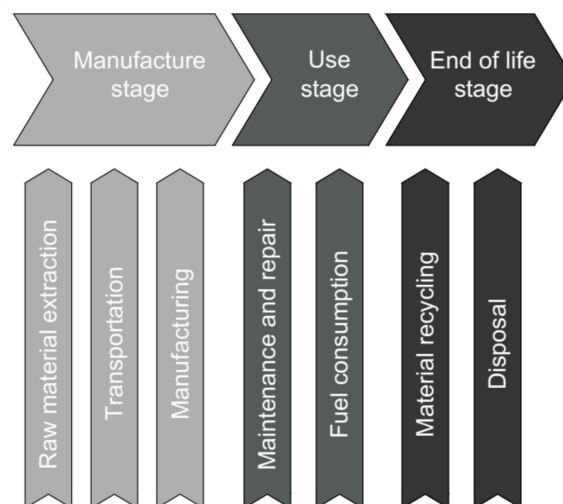 Manufacture
stage
Use
stage
End of life
stage
Raw material extraction
Transportation
Manufacturing
Maintenance and repair
Fuel consumption
Material recycling
Disposal